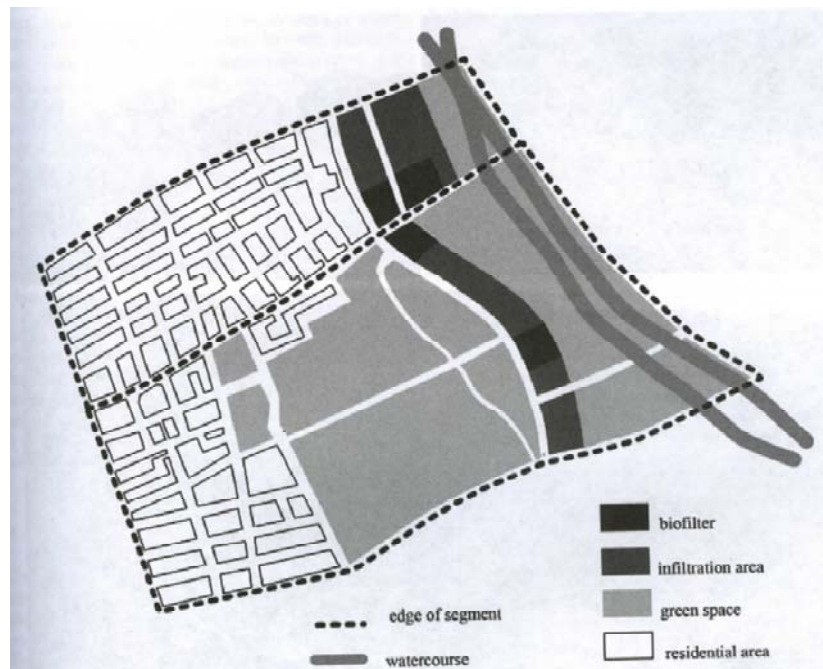 biofilter
infiltration area
green space
residential area
edge of segment
watercourse